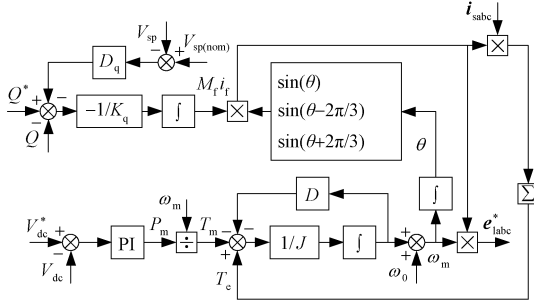 i_sabc
V_sp
V_sp(nom)
D_q
Q*
Q
−1/K_q
∫
M_f i_f
sin(θ)
sin(θ−2π/3)
sin(θ+2π/3)
θ
∫
Σ
V*_dc
V_dc
PI
P_m
ω_m
÷
T_m
T_e
D
1/J
∫
ω_0
ω_m
e*_labc